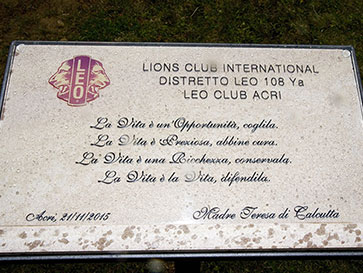 LEO
LIONS CLUB INTERNATIONAL
DISTRETTO LEO 108 Ya
LEO CLUB ACRI
La Vita è un'Opportunità, coglila.
La Vita è Preziosa, abbine cura.
La Vita è una Ricchezza, conservala.
La Vita è la Vita, difendila.
Acri, 21/11/2015
Madre Teresa di Calcutta